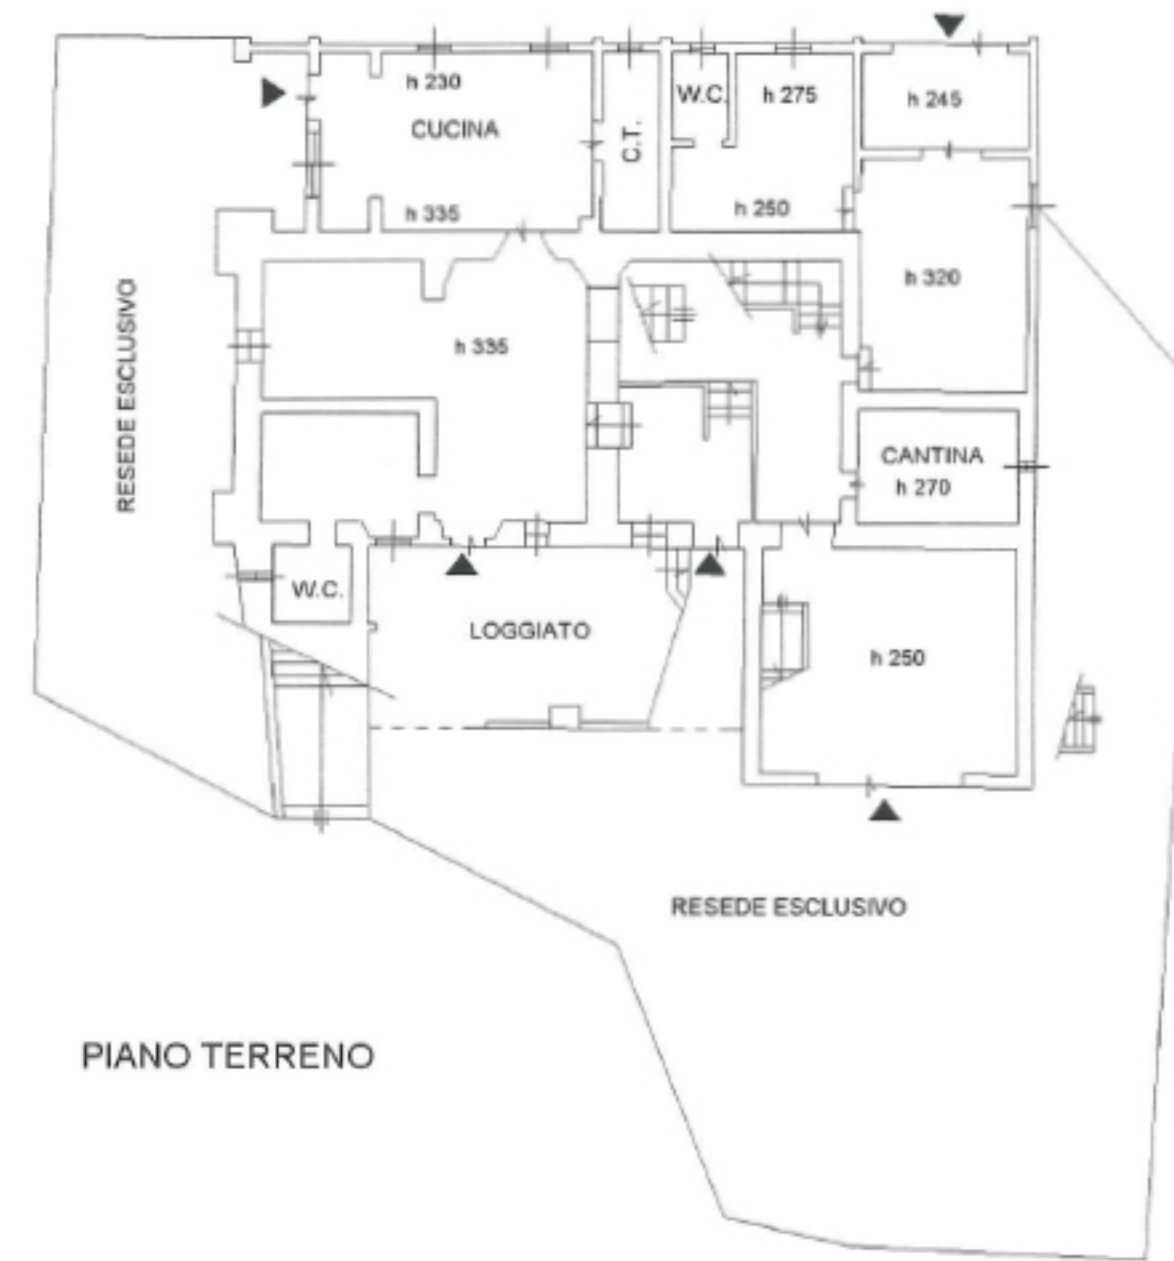 h 230
W.C.
h 275
h 245
CUCINA
C.T.
h 335
h 250
h 320
RESEDE ESCLUSIVO
h 335
CANTINA
h 270
W.C.
LOGGIATO
h 250
RESEDE ESCLUSIVO
PIANO TERRENO